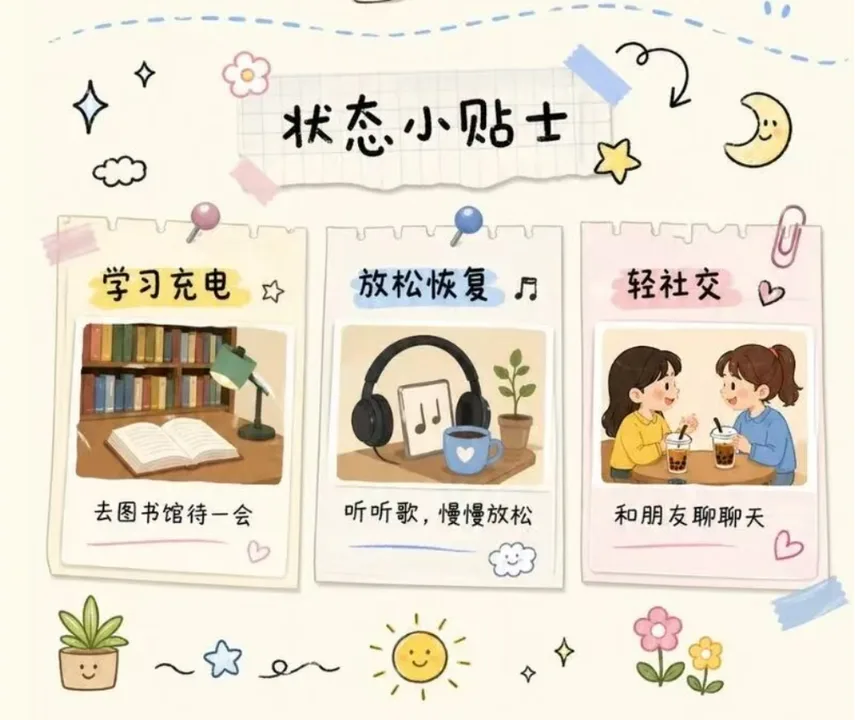 状态小贴士
学习充电
放松恢复
轻社交
去图书馆待一会
听听歌，慢慢放松
和朋友聊聊天